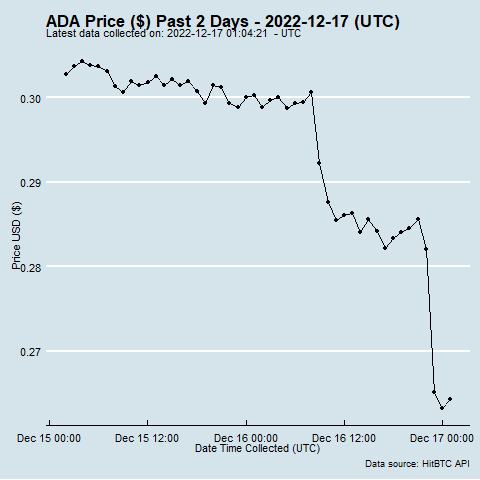 ADA Price ($) Past 2 Days - 2022-12-17 (UTC)
Latest data collected on: 2022-12-17 01:04:21 - UTC
Price USD ($)
0.30
0.29
0.28
0.27
Dec 15 00:00 Dec 15 12:00 Dec 16 00:00 Dec 16 12:00 Dec 17 00:00
Date Time Collected (UTC)
Data source: HitBTC API